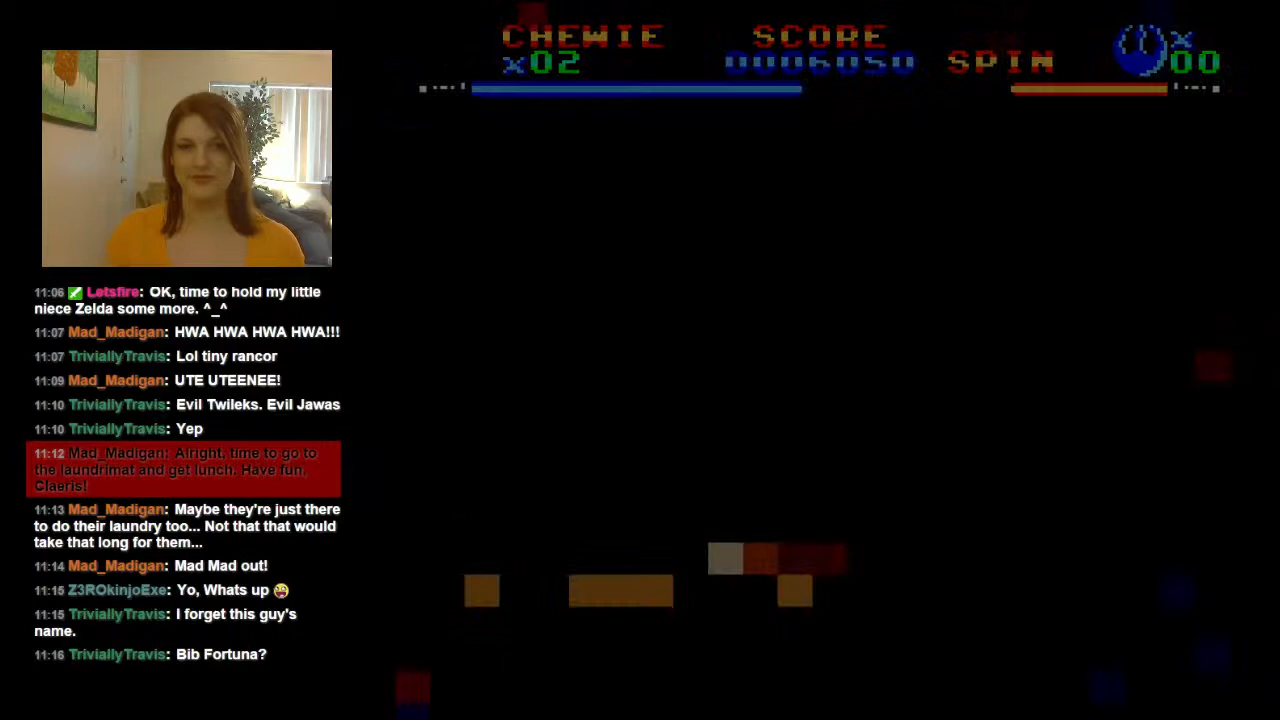 CHEWIE SCORE
x02 0006050 SPIN x00
11:06 Letsfire: OK, time to hold my little
niece Zelda some more. ^_^
11:07 Mad_Madigan: HWA HWA HWA HWA!!!
11:07 TriviallyTravis: Lol tiny rancor
11:09 Mad_Madigan: UTE UTEENEE!
11:10 TriviallyTravis: Evil Twileks. Evil Jawas
11:10 TriviallyTravis: Yep
11:12 Mad_Madigan: Alright, time to go to
the laundrimat and get lunch. Have fun,
Claeris!
11:13 Mad_Madigan: Maybe they're just there
to do their laundry too... Not that that would
take that long for them...
11:14 Mad_Madigan: Mad Mad out!
11:15 Z3ROkinjoExe: Yo, Whats up 😜
11:15 TriviallyTravis: I forget this guy's
name.
11:16 TriviallyTravis: Bib Fortuna?